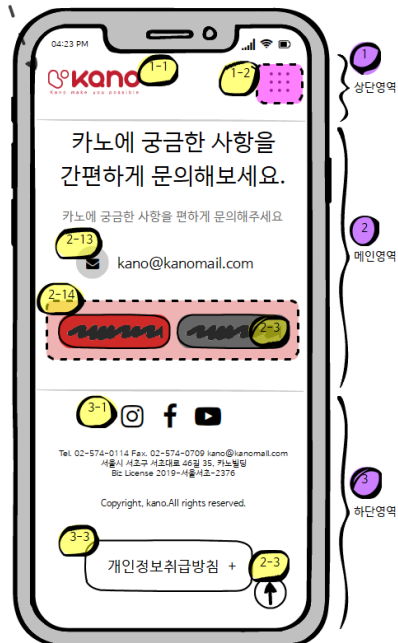 04:23 PM
1-1
1-2
1
kano
kano make you possible
상단영역
카노에 궁금한 사항을
간편하게 문의해보세요.
카노에 궁금한 사항을 편하게 문의해주세요
2
메인영역
2-13
kano@kanomail.com
2-14
2-3
3-1
Tel. 02-574-0114 Fax. 02-574-0709 kano@kanomail.com
서울시 서초구 서초대로 46길 35, 카노빌딩
Biz License 2019-서울서초-2376
3
하단영역
Copyright, kano.All rights reserved.
3-3
개인정보취급방침 +
2-3